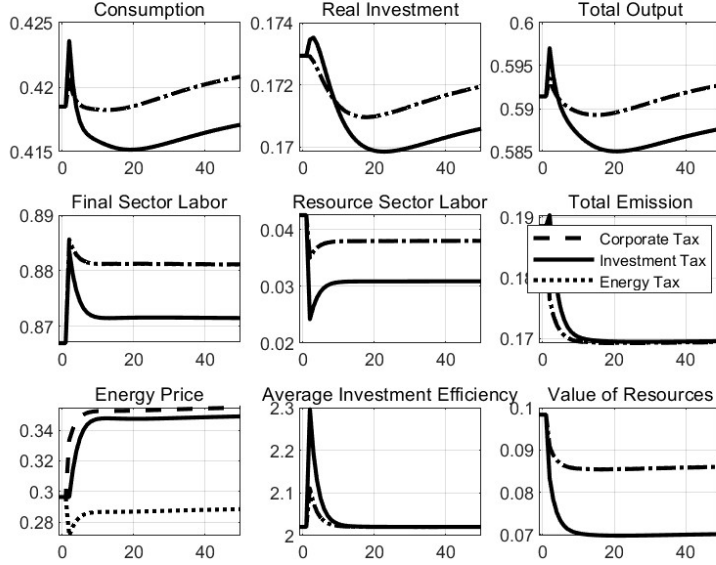 Consumption
0.425
0.42
0.415
0 20 40
Real Investment
0.174
0.172
0.17
0 20 40
Total Output
0.6
0.595
0.59
0.585
0 20 40
Final Sector Labor
0.89
0.88
0.87
0 20 40
Resource Sector Labor
0.04
0.03
0.02
0 20 40
Total Emission
0.19
0.18
0.17
0 20 40
Corporate Tax
Investment Tax
Energy Tax
Energy Price
0.34
0.32
0.3
0.28
0 20 40
Average Investment Efficiency
2.3
2.2
2.1
2
0 20 40
Value of Resources
0.1
0.09
0.08
0.07
0 20 40